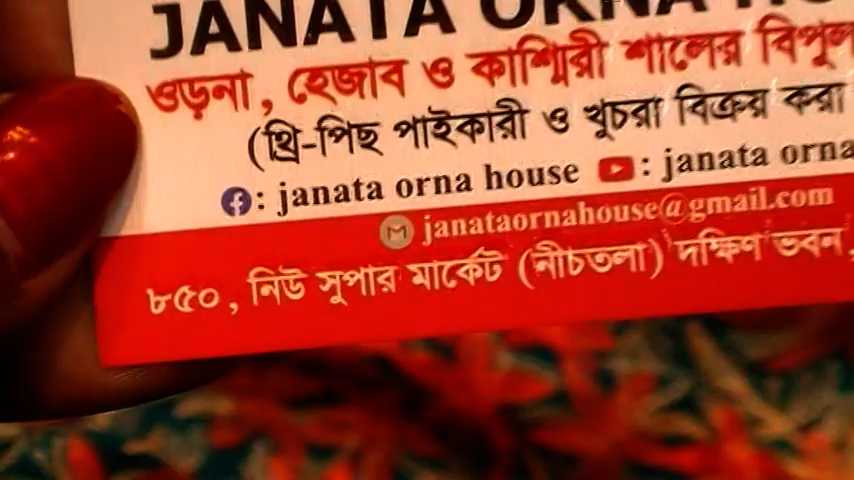 JANATA ORNA
ওড়না, হেজাব ও কাশ্মিরী শালের বিপুল
(থ্রি-পিছ পাইকারী ও খুচরা বিক্রয় করা
: janata orna house : janata orna
janataornahouse@gmail.com
৮৫০, নিউ সুপার মার্কেট (নীচতলা) দক্ষিণ ভবন,